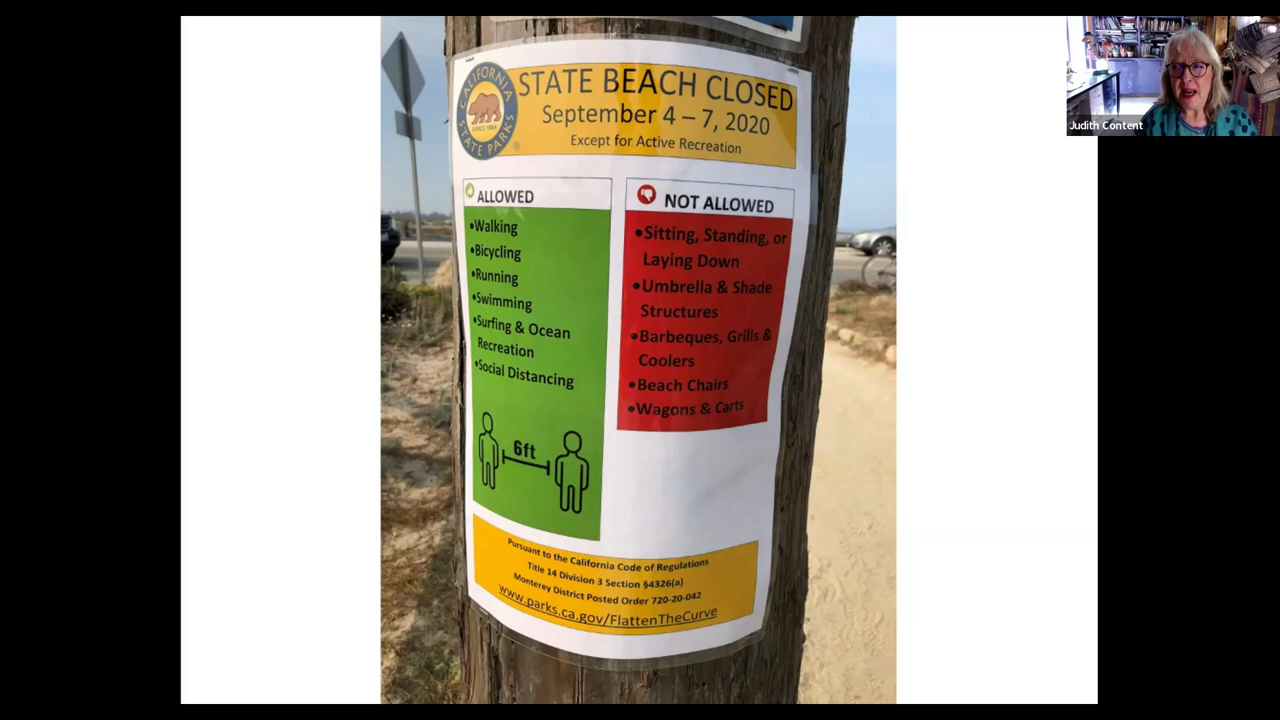 STATE BEACH CLOSED
September 4 – 7, 2020
Except for Active Recreation
CALIFORNIA
STATE PARKS
SINCE 1864
®
ALLOWED
•Walking
•Bicycling
•Running
•Swimming
•Surfing & Ocean
Recreation
•Social Distancing
6ft
NOT ALLOWED
•Sitting, Standing, or
Laying Down
•Umbrella & Shade
Structures
•Barbeques, Grills &
Coolers
•Beach Chairs
•Wagons & Carts
Pursuant to the California Code of Regulations
Title 14 Division 3 Section §4326(a)
Monterey District Posted Order 720-20-042
www.parks.ca.gov/FlattenTheCurve
Judith Content